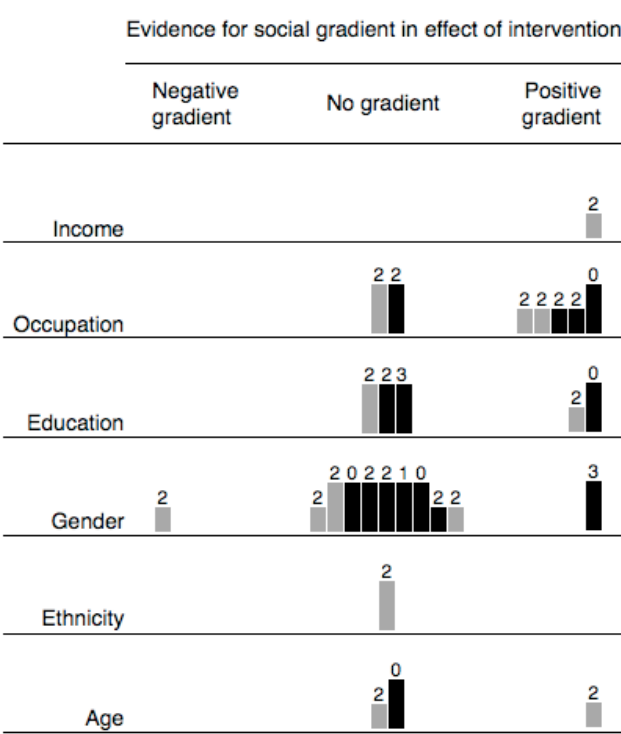 Evidence for social gradient in effect of intervention
Negative gradient
No gradient
Positive gradient
2
Income
2 2
2 2 2 2 0
Occupation
2 2 3
2 0
Education
2
2 2 0 2 2 1 0 2 2
3
Gender
2
Ethnicity
2 0
2
Age